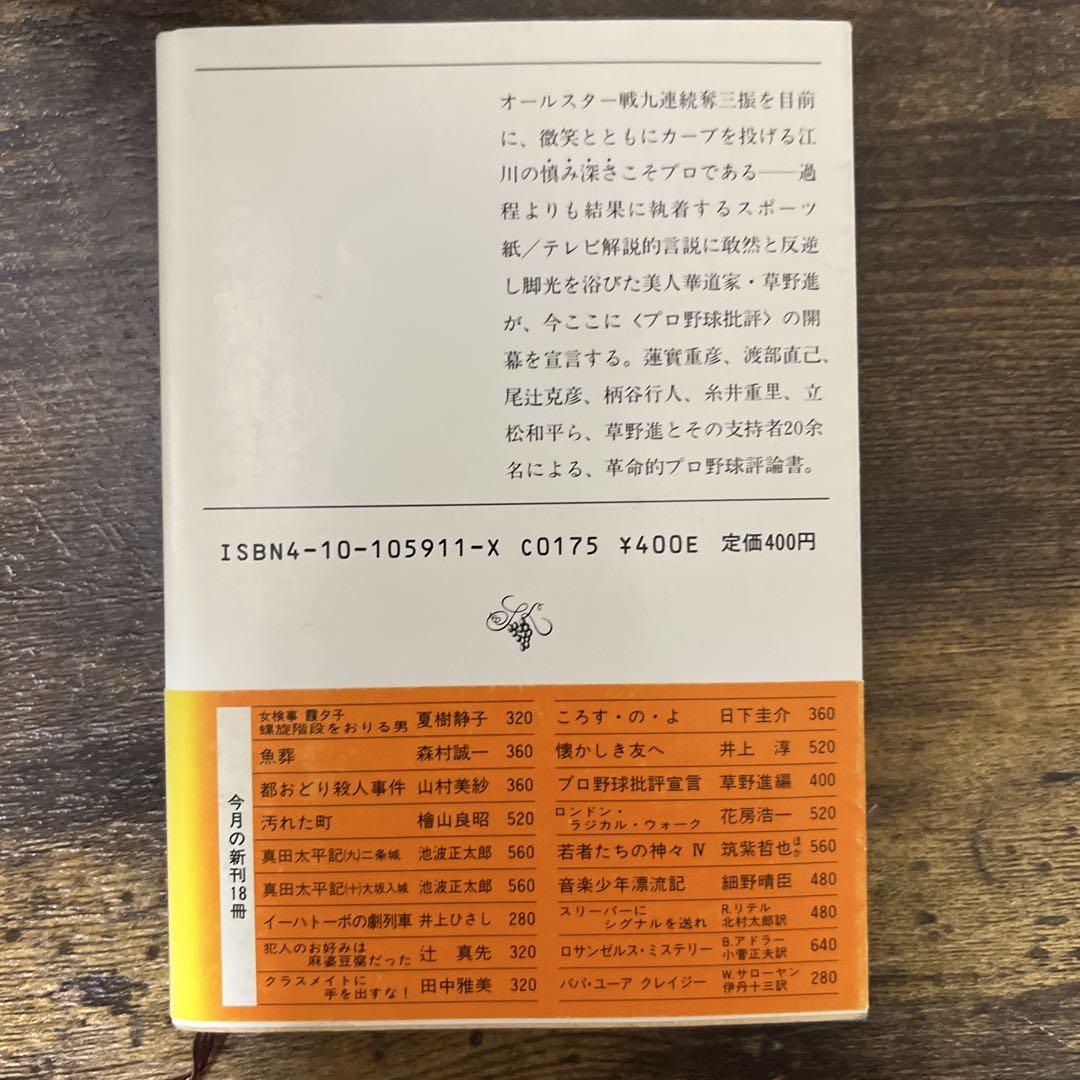 オールスター戦九連続奪三振を目前
に、微笑とともにカーブを投げる江
川の慎み深さこそプロである——過
程よりも結果に執着するスポーツ
紙/テレビ解説的言説に敢然と反逆
し脚光を浴びた美人華道家・草野進
が、今ここに〈プロ野球批評〉の開
幕を宣言する。蓮實重彦、渡部直己、
尾辻克彦、柄谷行人、糸井重里、立
松和平ら、草野進とその支持者20余
名による、革命的プロ野球評論書。
ISBN4-10-105911-X C0175 ¥400E 定価400円
今月の新刊18冊
女検事 霞夕子
螺旋階段をおりる男 夏樹静子 320
魚葬 森村誠一 360
都おどり殺人事件 山村美紗 360
汚れた町 檜山良昭 520
真田太平記(九)二条城 池波正太郎 560
真田太平記(十)大坂入城 池波正太郎 560
イーハトーボの劇列車 井上ひさし 280
犯人のお好みは
麻婆豆腐だった 辻 真先 320
クラスメイトに
手を出すな! 田中雅美 320
ころす・の・よ 日下圭介 360
懐かしき友へ 井上 淳 520
プロ野球批評宣言 草野進編 400
ロンドン・
ラジカル・ウォーク 花房浩一 520
若者たちの神々 Ⅳ 筑紫哲也ほか 560
音楽少年漂流記 細野晴臣 480
スリーパーに
シグナルを送れ R.リテル 北村太郎訳 480
ロサンゼルス・ミステリー B.アドラー 小菅正夫訳 640
パパ・ユーア クレイジー W.サローヤン 伊丹十三訳 280